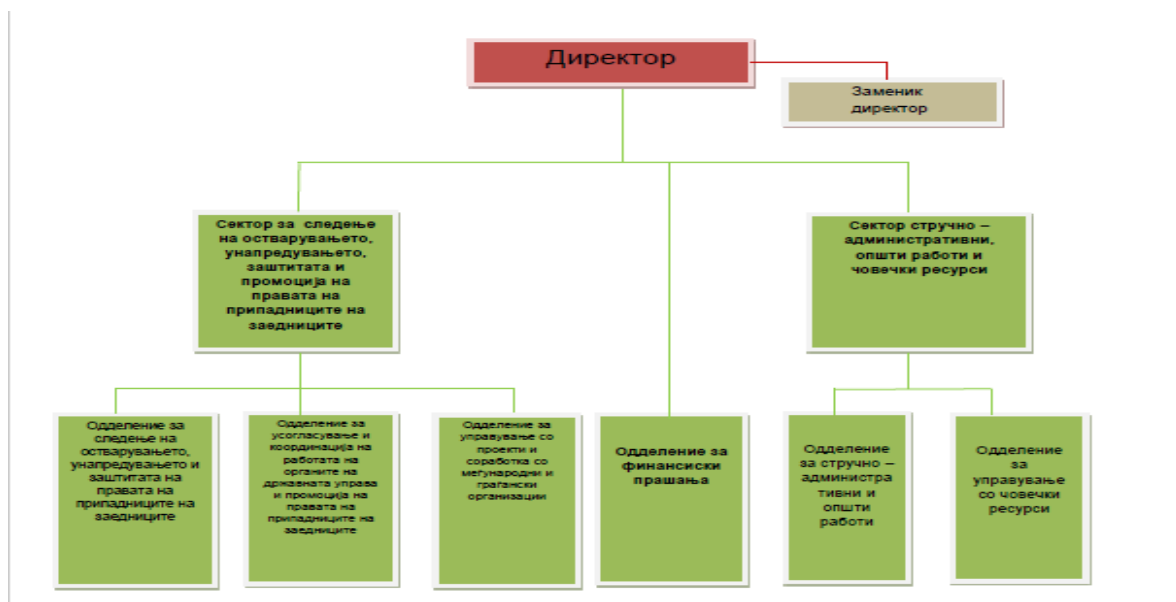 Директор
Заменик
директор
Сектор за следење
на остварувањето,
унапредувањето,
заштитата и
промоција на
правата на
припадниците на
заедниците
Сектор стручно –
административни,
општи работи и
човечки ресурси
Одделение за
следење на
остварувањето,
унапредувањето и
заштитата на
правата на
припадниците на
заедниците
Одделение за
усогласување и
координација на
работата на
органите на
државната управа
и промоција на
правата на
припадниците на
заедниците
Одделение за
управување со
проекти и
соработка со
меѓународни и
граѓански
организации
Одделение за
финансиски
прашања
Одделение
за стручно –
администра
тивни и
општи
работи
Одделение
за
управување
со човечки
ресурси